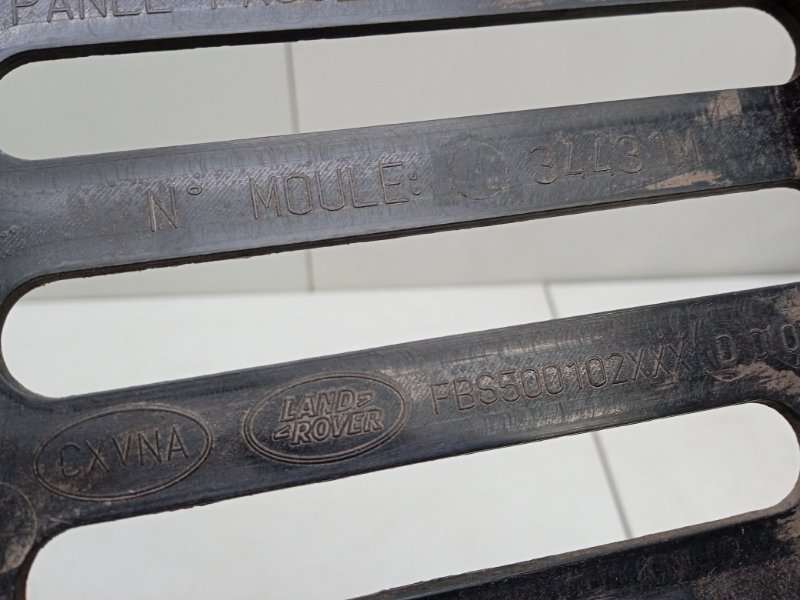 N° MOULE: 34431M
CXVNA LAND ROVER FBS500102XXX